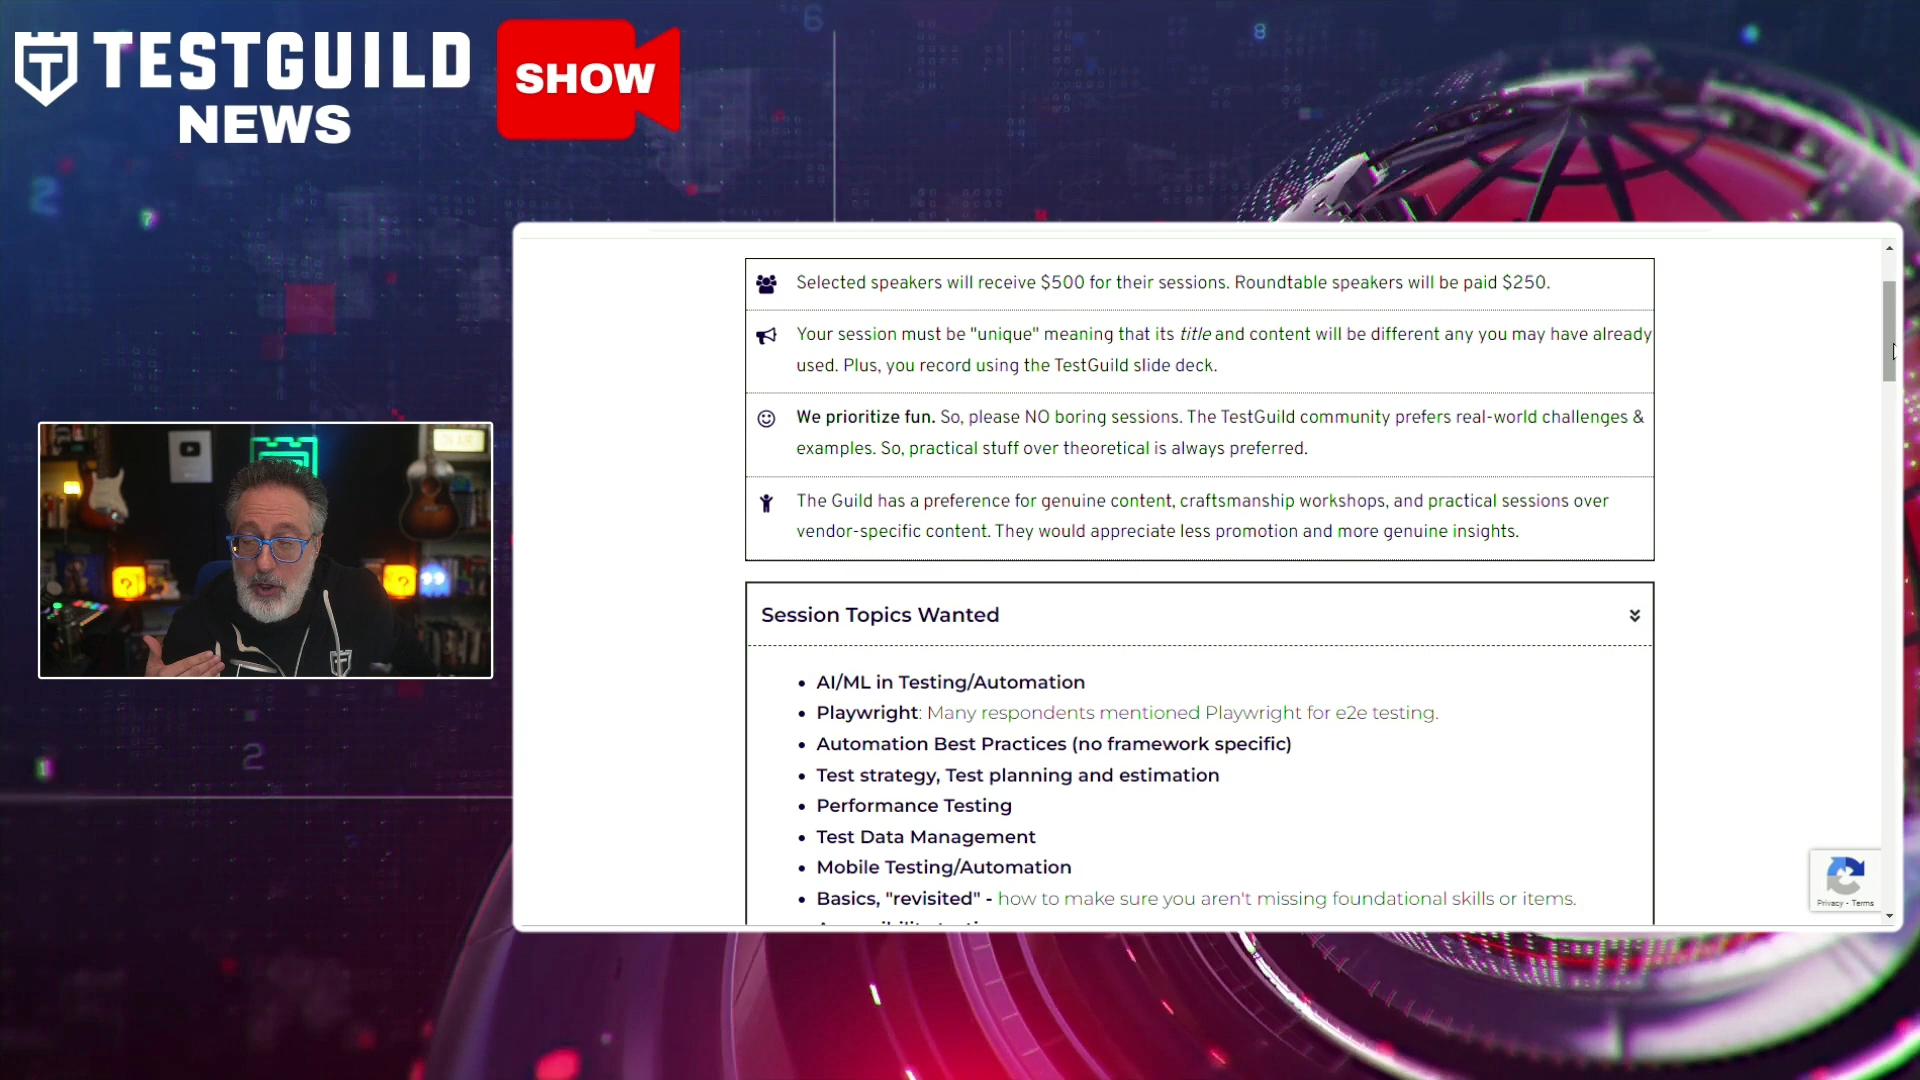 TESTGUILD
NEWS
SHOW
Selected speakers will receive $500 for their sessions. Roundtable speakers will be paid $250.
Your session must be "unique" meaning that its title and content will be different any you may have already
used. Plus, you record using the TestGuild slide deck.
We prioritize fun. So, please NO boring sessions. The TestGuild community prefers real-world challenges &
examples. So, practical stuff over theoretical is always preferred.
The Guild has a preference for genuine content, craftsmanship workshops, and practical sessions over
vendor-specific content. They would appreciate less promotion and more genuine insights.
Session Topics Wanted
• AI/ML in Testing/Automation
• Playwright: Many respondents mentioned Playwright for e2e testing.
• Automation Best Practices (no framework specific)
• Test strategy, Test planning and estimation
• Performance Testing
• Test Data Management
• Mobile Testing/Automation
• Basics, "revisited" - how to make sure you aren't missing foundational skills or items.
Privacy - Terms